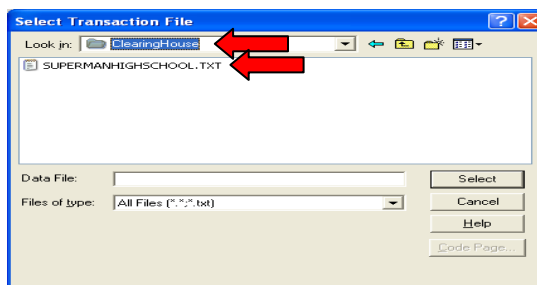 Select Transaction File
Look in: ClearingHouse
SUPERMANHIGHSCHOOL.TXT
Data File: Select
Files of type: All Files (*.*;*.txt) Cancel
Help
Code Page...